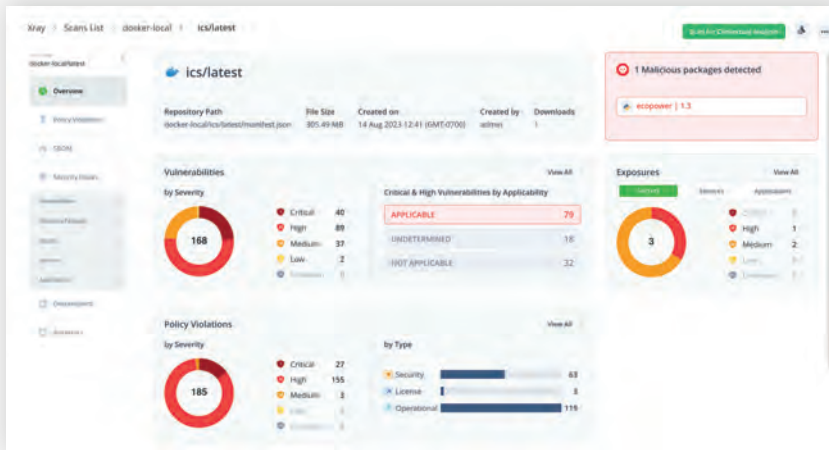 Xray Scans List docker-local ics/latest
Scan for Contextual Analysis
docker-local/latest
Overview
Policy Violations
SBOM
Security Issues
ics/latest
Repository Path File Size Created on Created by Downloads
docker-local/ics/latest/manifest.json 305.49 MB 14 Aug 2023 12:41 (GMT-0700) admin 1
1 Malicious packages detected
ecopower | 1.3
Vulnerabilities View All
by Severity
168
Critical 40
High 89
Medium 37
Low 2
Critical & High Vulnerabilities by Applicability
APPLICABLE 79
UNDETERMINED 18
NOT APPLICABLE 32
Exposures View All
Secrets Services Applications
3
High 1
Medium 2
Policy Violations View All
by Severity
185
Critical 27
High 155
Medium 3
by Type
Security 63
License 3
Operational 119